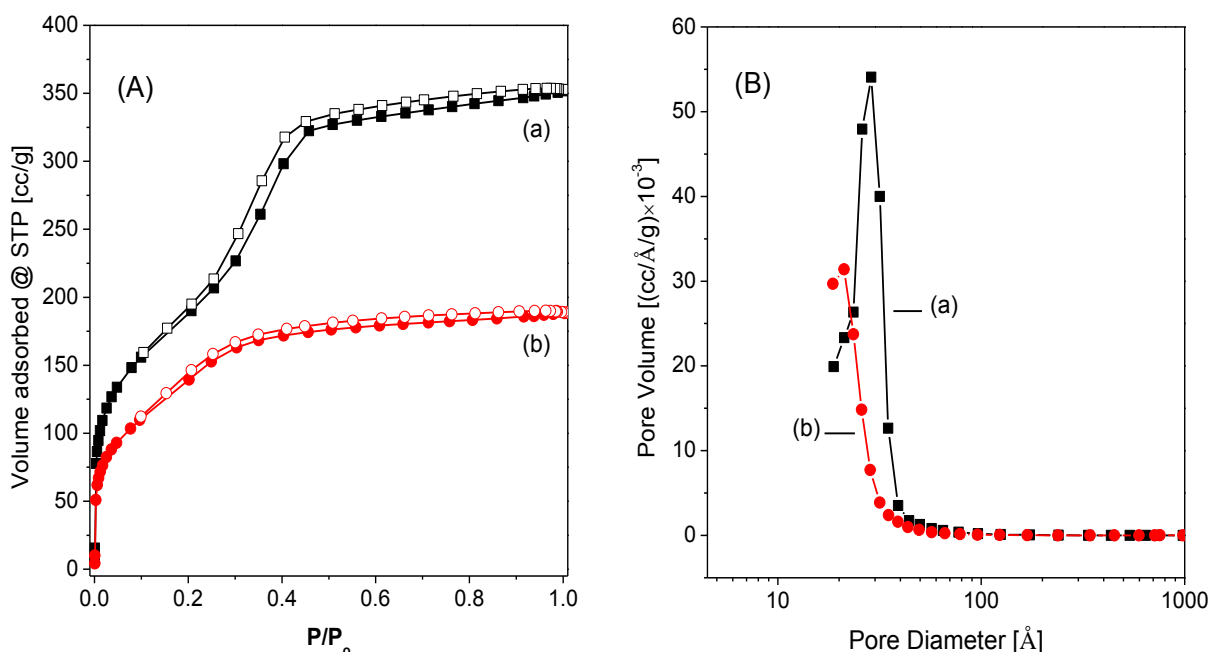 (A)
Volume adsorbed @ STP [cc/g]
400
350
300
250
200
150
100
50
0
(a)
(b)
0.0 0.2 0.4 0.6 0.8 1.0
P/P₀
(B)
Pore Volume [(cc/Å/g)×10⁻³]
60
50
40
30
20
10
0
(a)
(b)
10 100 1000
Pore Diameter [Å]